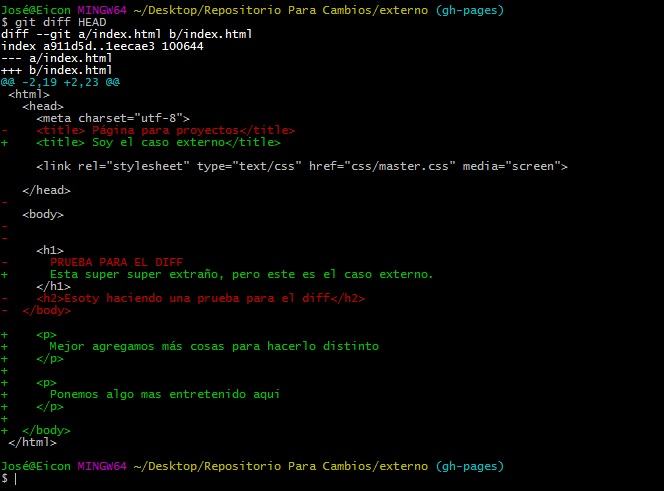 José@Eicon MINGW64 ~/Desktop/Repositorio Para Cambios/externo (gh-pages)
$ git diff HEAD
diff --git a/index.html b/index.html
index a911d5d..1eecae3 100644
--- a/index.html
+++ b/index.html
@@ -2,19 +2,23 @@
 <html>
   <head>
     <meta charset="utf-8">
-    <title> Página para proyectos</title>
+    <title> Soy el caso externo</title>

     <link rel="stylesheet" type="text/css" href="css/master.css" media="screen">

   </head>
-
   <body>
-
-
     <h1>
-      PRUEBA PARA EL DIFF
+      Esta super super extraño, pero este es el caso externo.
     </h1>
-    <h2>Esoty haciendo una prueba para el diff</h2>
-  </body>

+    <p>
+      Mejor agregamos más cosas para hacerlo distinto
+    </p>
+
+    <p>
+      Ponemos algo mas entretenido aqui
+    </p>
+
+  </body>
 </html>

José@Eicon MINGW64 ~/Desktop/Repositorio Para Cambios/externo (gh-pages)
$